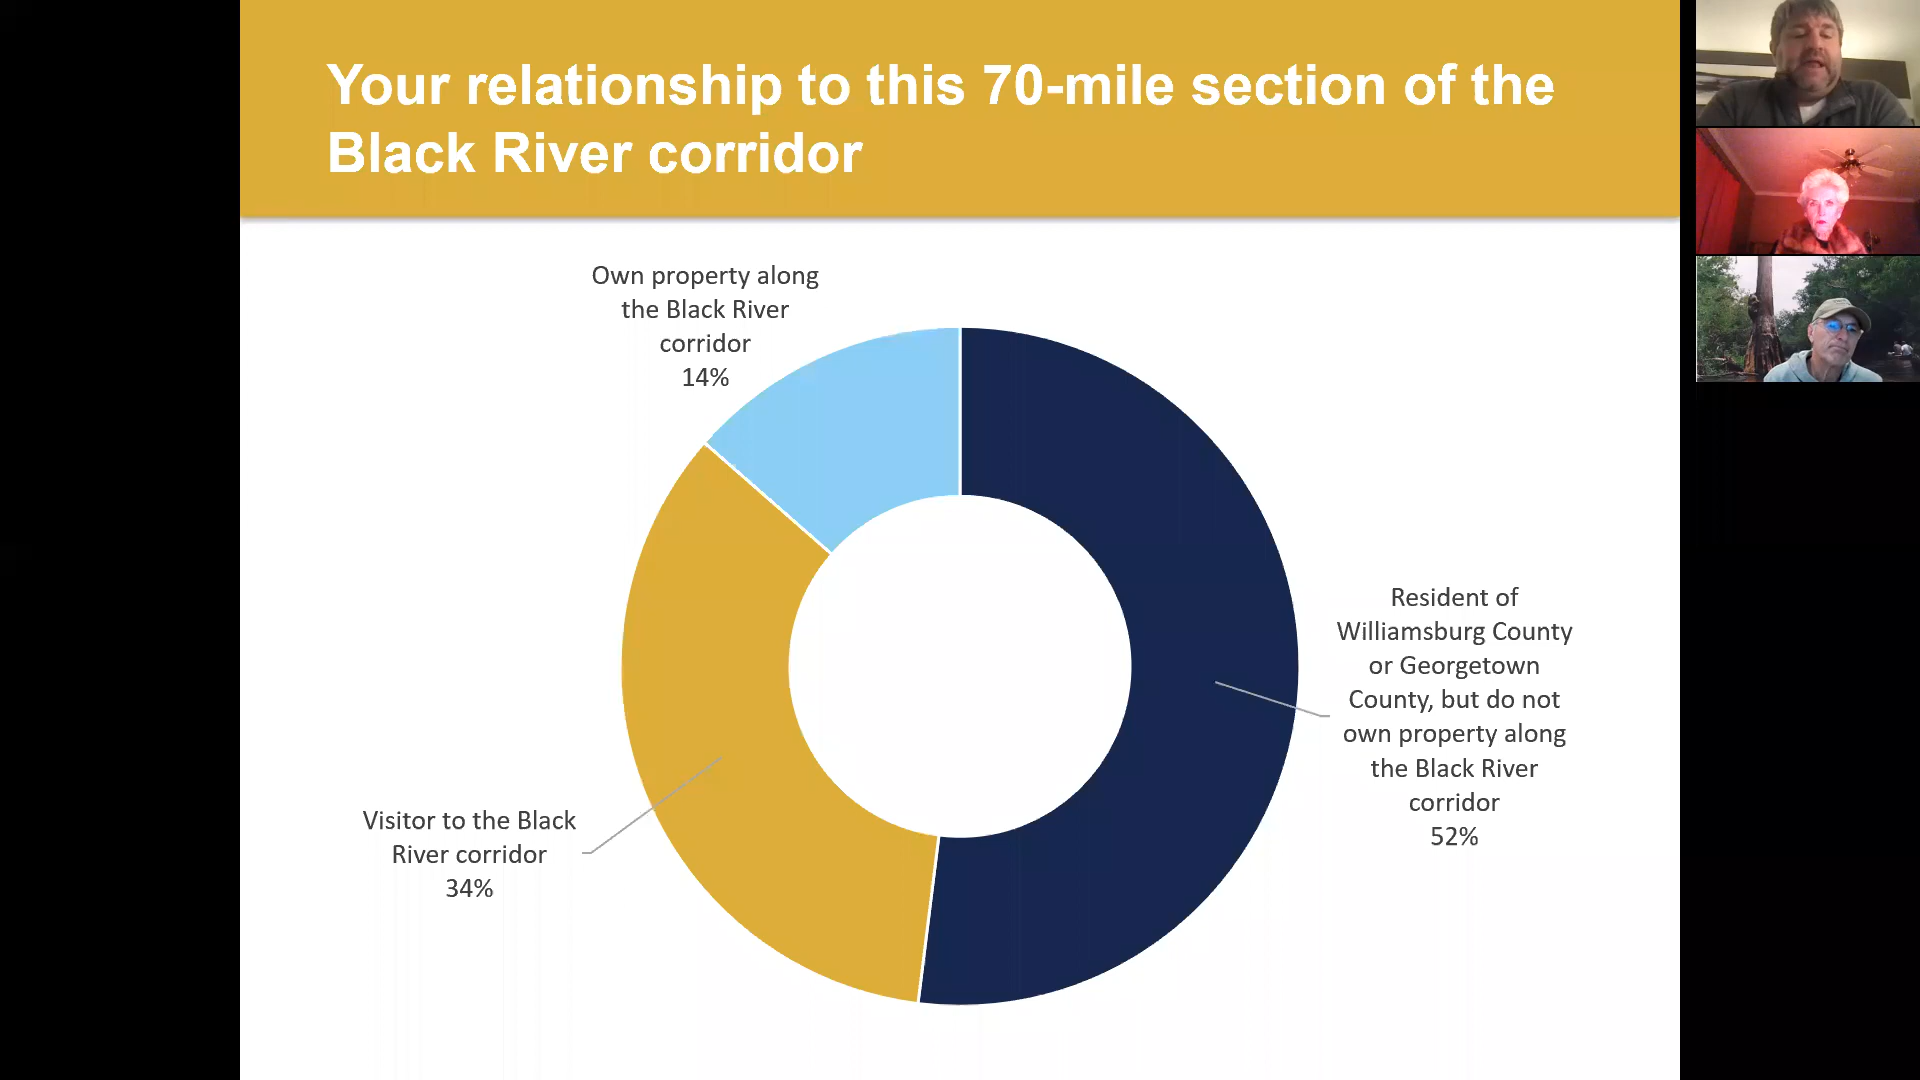 Your relationship to this 70-mile section of the
Black River corridor
Own property along
the Black River
corridor
14%
Resident of
Williamsburg County
or Georgetown
County, but do not
own property along
the Black River
corridor
52%
Visitor to the Black
River corridor
34%